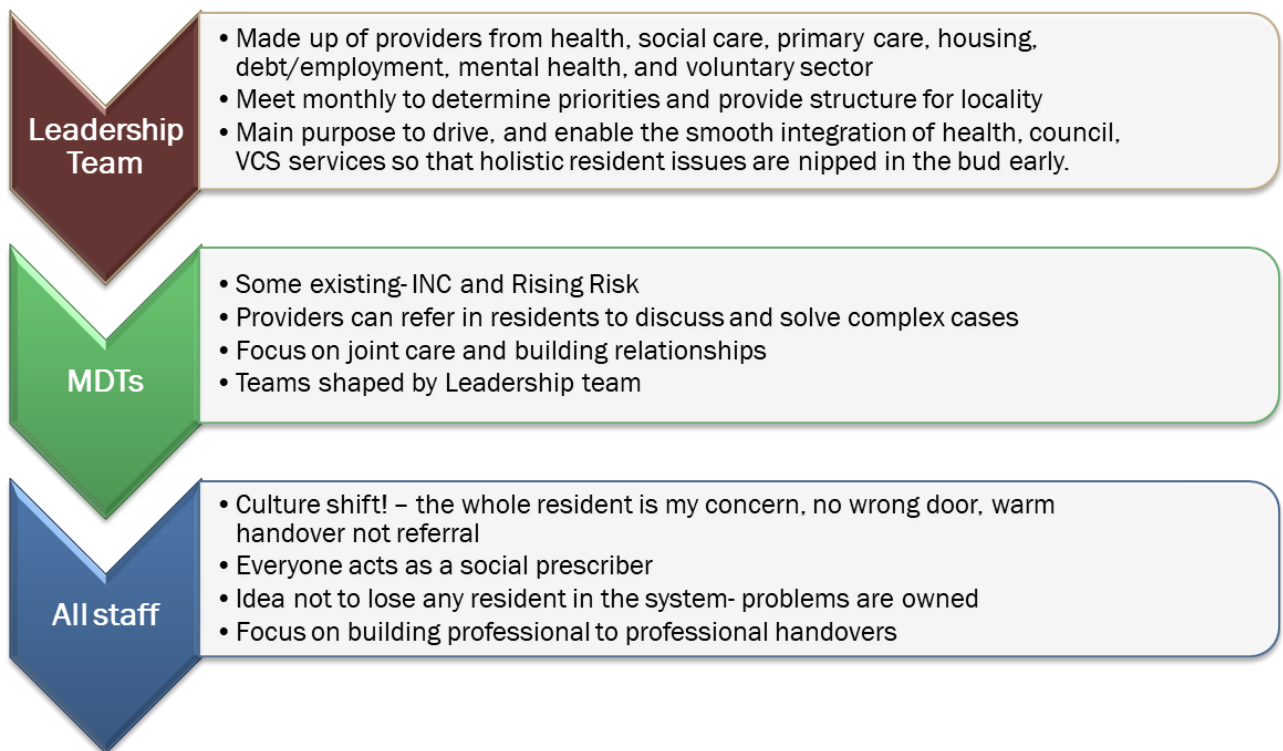 Leadership
Team
• Made up of providers from health, social care, primary care, housing,
debt/employment, mental health, and voluntary sector
• Meet monthly to determine priorities and provide structure for locality
• Main purpose to drive, and enable the smooth integration of health, council,
VCS services so that holistic resident issues are nipped in the bud early.
MDTs
• Some existing- INC and Rising Risk
• Providers can refer in residents to discuss and solve complex cases
• Focus on joint care and building relationships
• Teams shaped by Leadership team
All staff
• Culture shift! – the whole resident is my concern, no wrong door, warm
handover not referral
• Everyone acts as a social prescriber
• Idea not to lose any resident in the system- problems are owned
• Focus on building professional to professional handovers